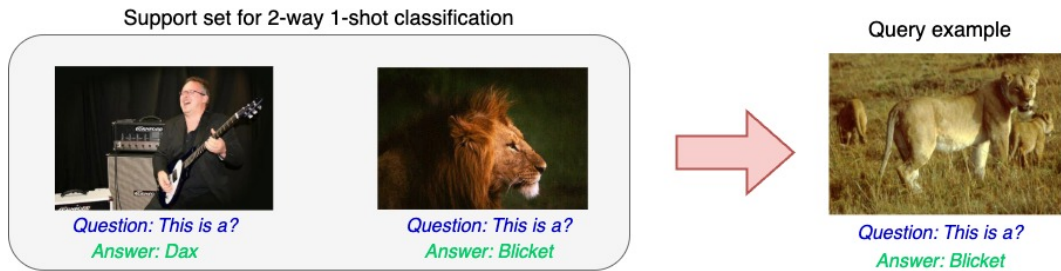 Support set for 2-way 1-shot classification
Question: This is a?
Answer: Dax
Question: This is a?
Answer: Blicket
Query example
Question: This is a?
Answer: Blicket